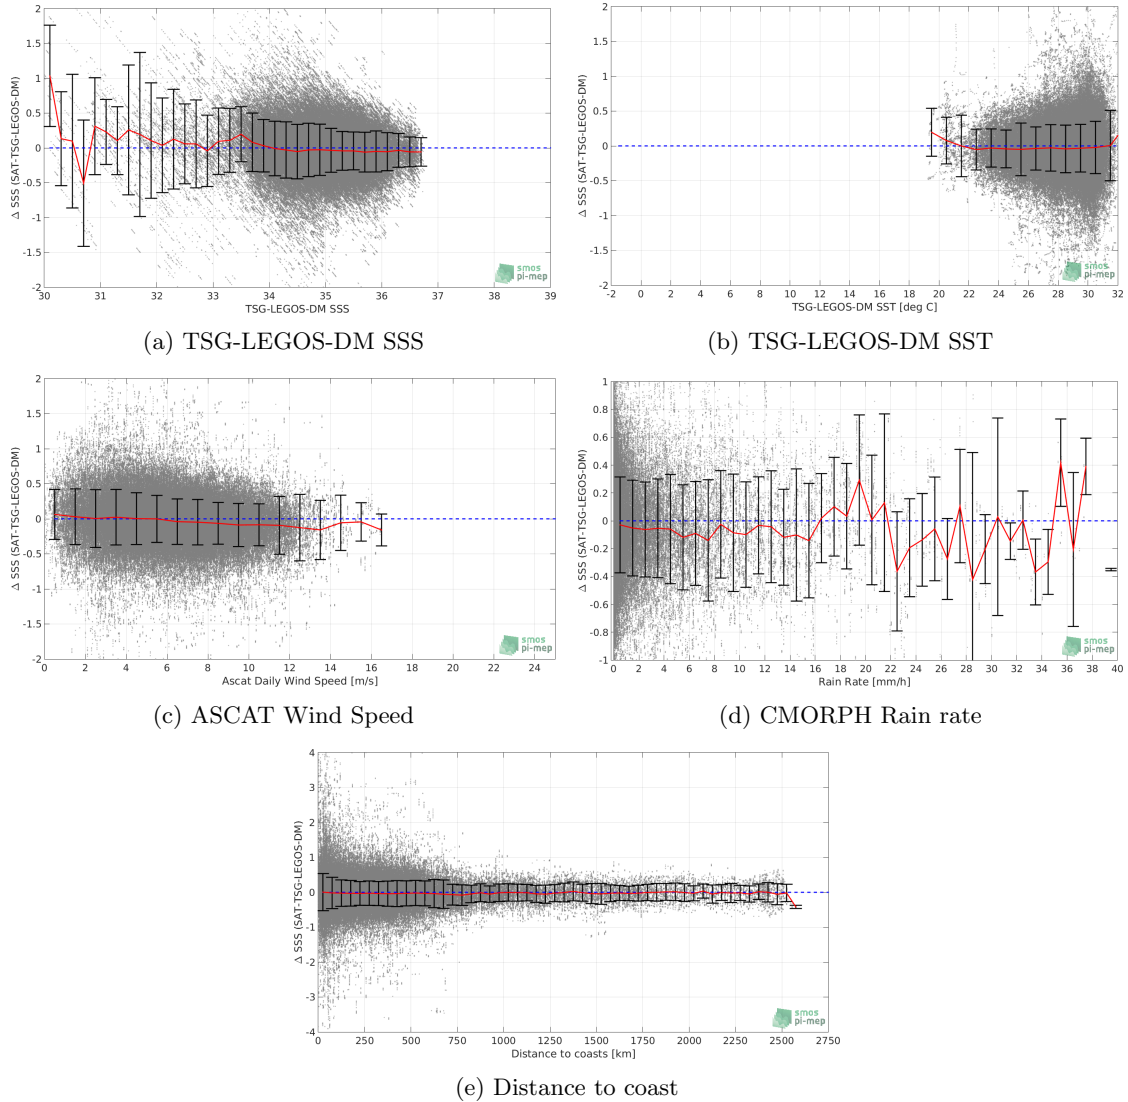 Δ SSS (SAT-TSG-LEGOS-DM)
2
1.5
1
0.5
0
-0.5
-1
-1.5
-2
30 31 32 33 34 35 36 37 38 39
TSG-LEGOS-DM SSS
smos
pi-mep
(a) TSG-LEGOS-DM SSS
Δ SSS (SAT-TSG-LEGOS-DM)
2
1.5
1
0.5
0
-0.5
-1
-1.5
-2
-2 0 2 4 6 8 10 12 14 16 18 20 22 24 26 28 30 32
TSG-LEGOS-DM SST [deg C]
smos
pi-mep
(b) TSG-LEGOS-DM SST
Δ SSS (SAT-TSG-LEGOS-DM)
2
1.5
1
0.5
0
-0.5
-1
-1.5
-2
0 2 4 6 8 10 12 14 16 18 20 22 24
Ascat Daily Wind Speed [m/s]
smos
pi-mep
(c) ASCAT Wind Speed
Δ SSS (SAT-TSG-LEGOS-DM)
1
0.8
0.6
0.4
0.2
0
-0.2
-0.4
-0.6
-0.8
-1
0 2 4 6 8 10 12 14 16 18 20 22 24 26 28 30 32 34 36 38 40
Rain Rate [mm/h]
smos
pi-mep
(d) CMORPH Rain rate
Δ SSS (SAT-TSG-LEGOS-DM)
4
3
2
1
0
-1
-2
-3
-4
0 250 500 750 1000 1250 1500 1750 2000 2250 2500 2750
Distance to coasts [km]
smos
pi-mep
(e) Distance to coast